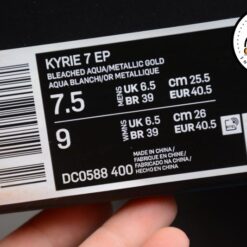 KYRIE 7 EP
BLEACHED AQUA/METALLIC GOLD
AQUA BLANCHI/OR METALLIQUE
7.5 MENS UK 6.5 BR 39 cm 25.5 EUR 40.5
9 WMNS UK 6.5 BR 39 cm 26 EUR 40.5
DC0588 400
MADE IN CHINA /
FABRIQUE EN CHINE /
FABRICADO NA CHINA /
HECHO EN CHINA